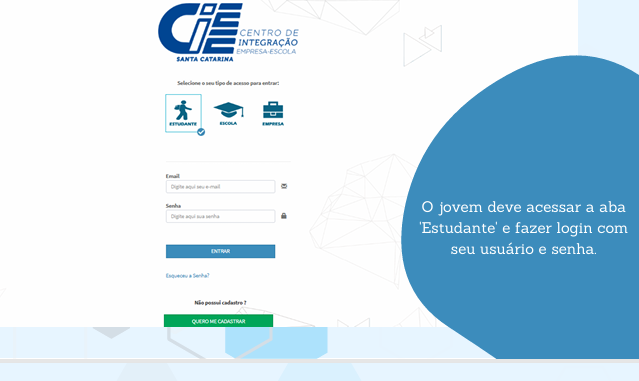 CIEE
CENTRO DE
INTEGRAÇÃO
EMPRESA-ESCOLA
SANTA CATARINA
Selecione o seu tipo de acesso para entrar:
ESTUDANTE
ESCOLA
EMPRESA
Email
Digite aqui seu e-mail
Senha
Digite aqui sua senha
ENTRAR
Esqueceu a Senha?
Não possui cadastro ?
QUERO ME CADASTRAR
O jovem deve acessar a aba
'Estudante' e fazer login com
seu usuário e senha.